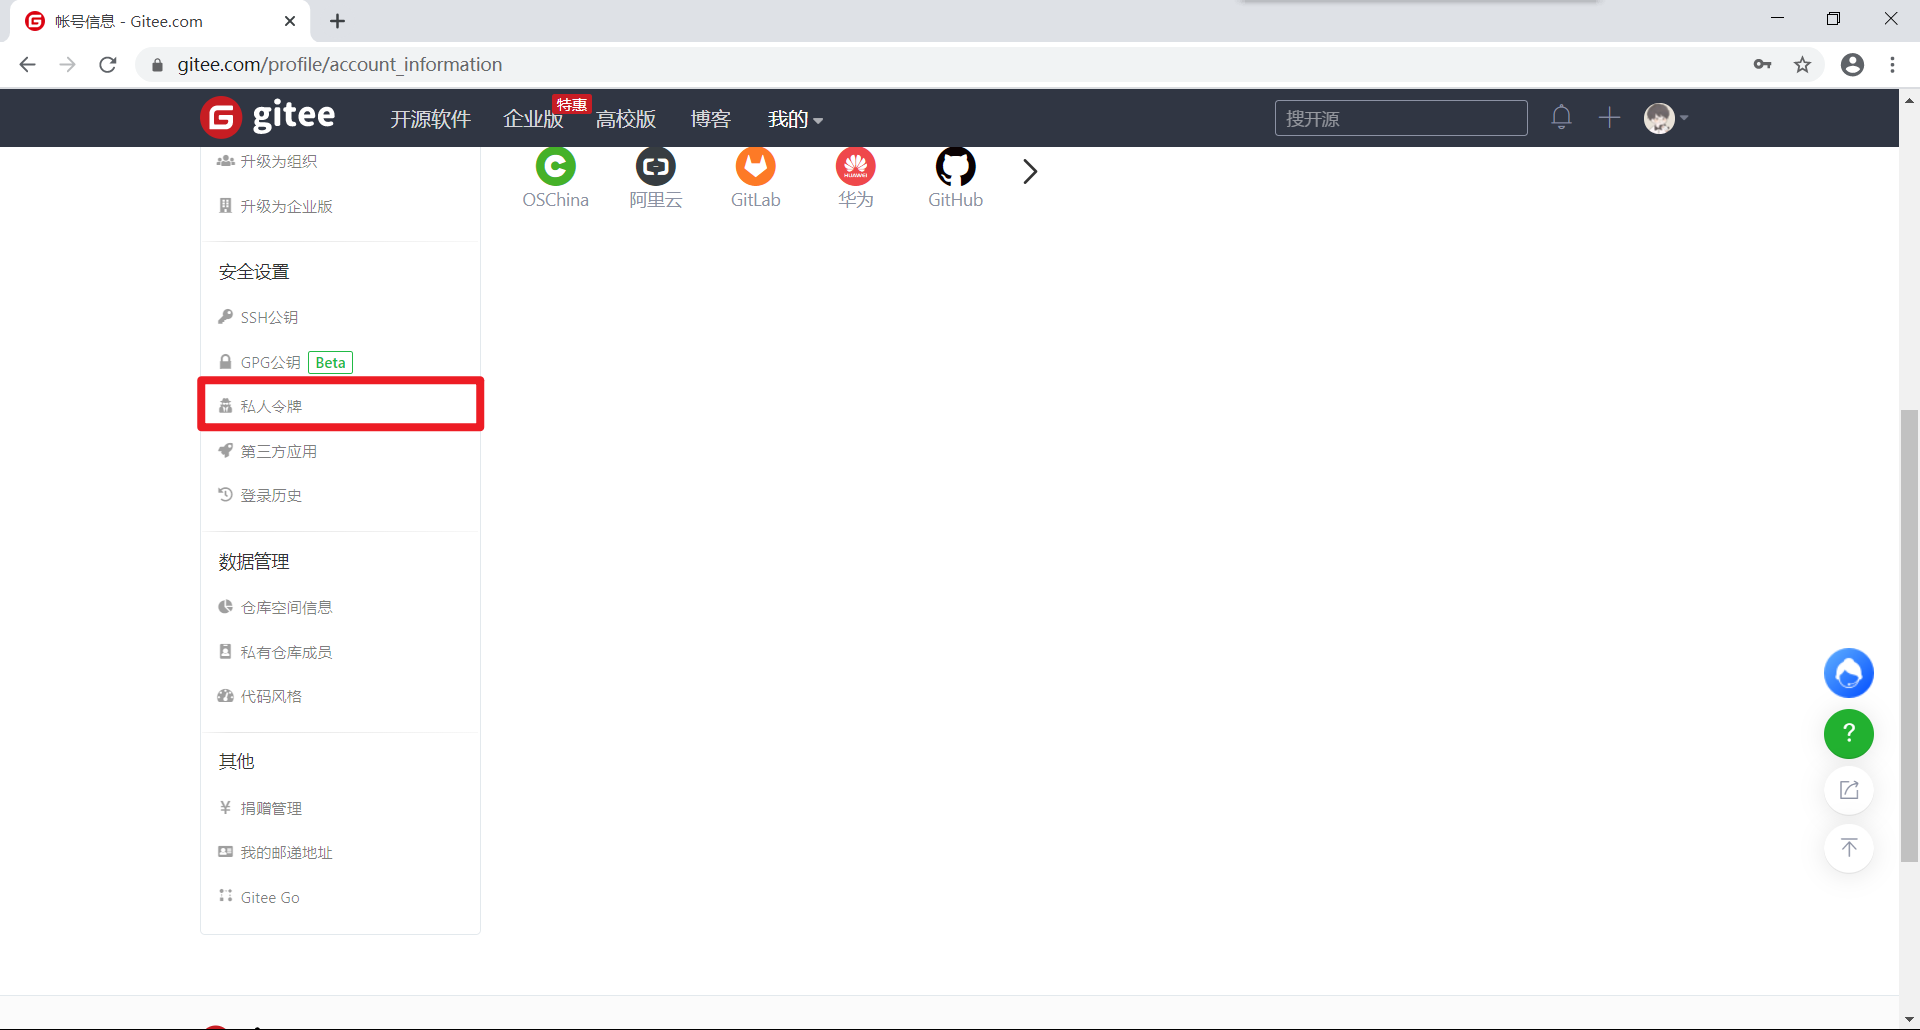 帐号信息 - Gitee.com
gitee.com/profile/account_information
gitee
开源软件
企业版
特惠
高校版
博客
我的
搜开源
升级为组织
升级为企业版
OSChina
阿里云
GitLab
HUAWEI
华为
GitHub
安全设置
SSH公钥
GPG公钥 Beta
私人令牌
第三方应用
登录历史
数据管理
仓库空间信息
私有仓库成员
代码风格
其他
¥ 捐赠管理
我的邮递地址
Gitee Go
?